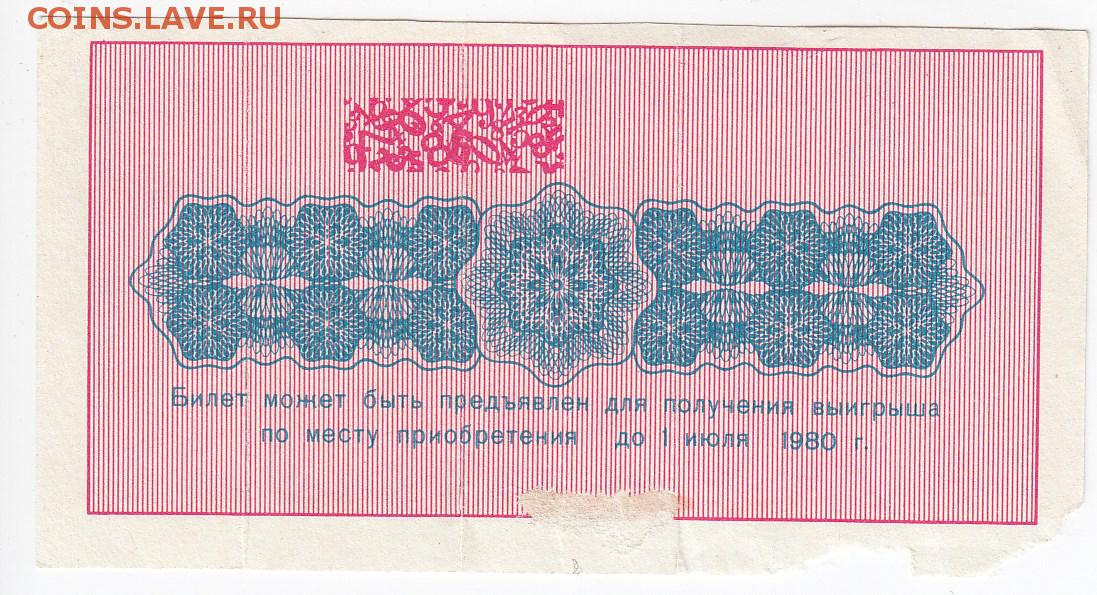 COINS.LAVE.RU
Билет может быть предъявлен для получения выигрыша
по месту приобретения до 1 июля 1980 г.